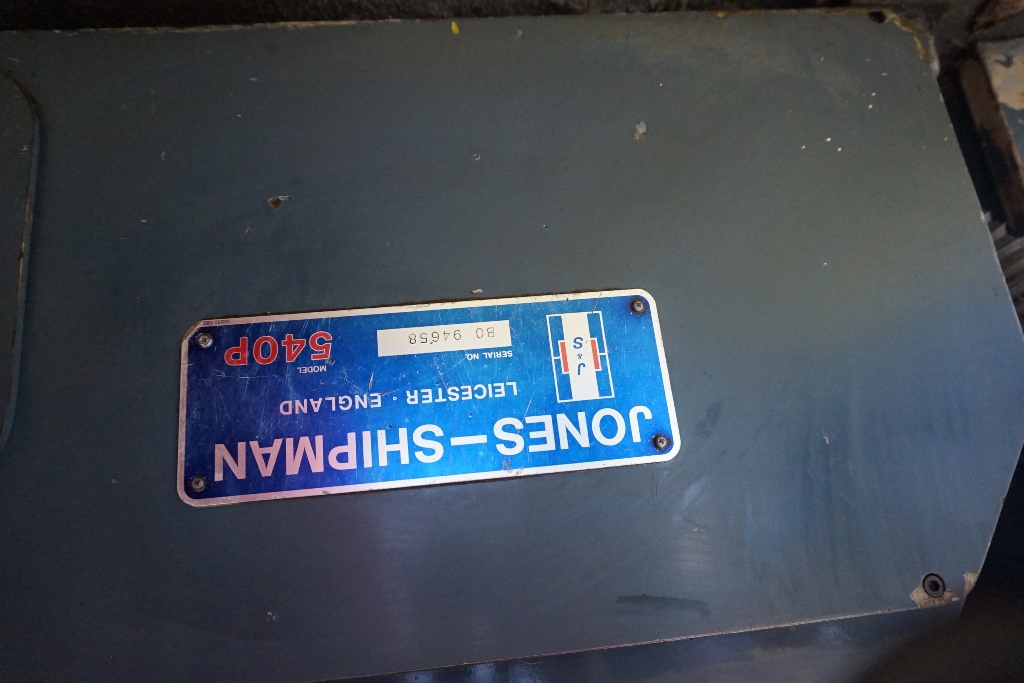 JONES–SHIPMAN
LEICESTER · ENGLAND
J
&
S
SERIAL NO.
BO 94658
MODEL
540P